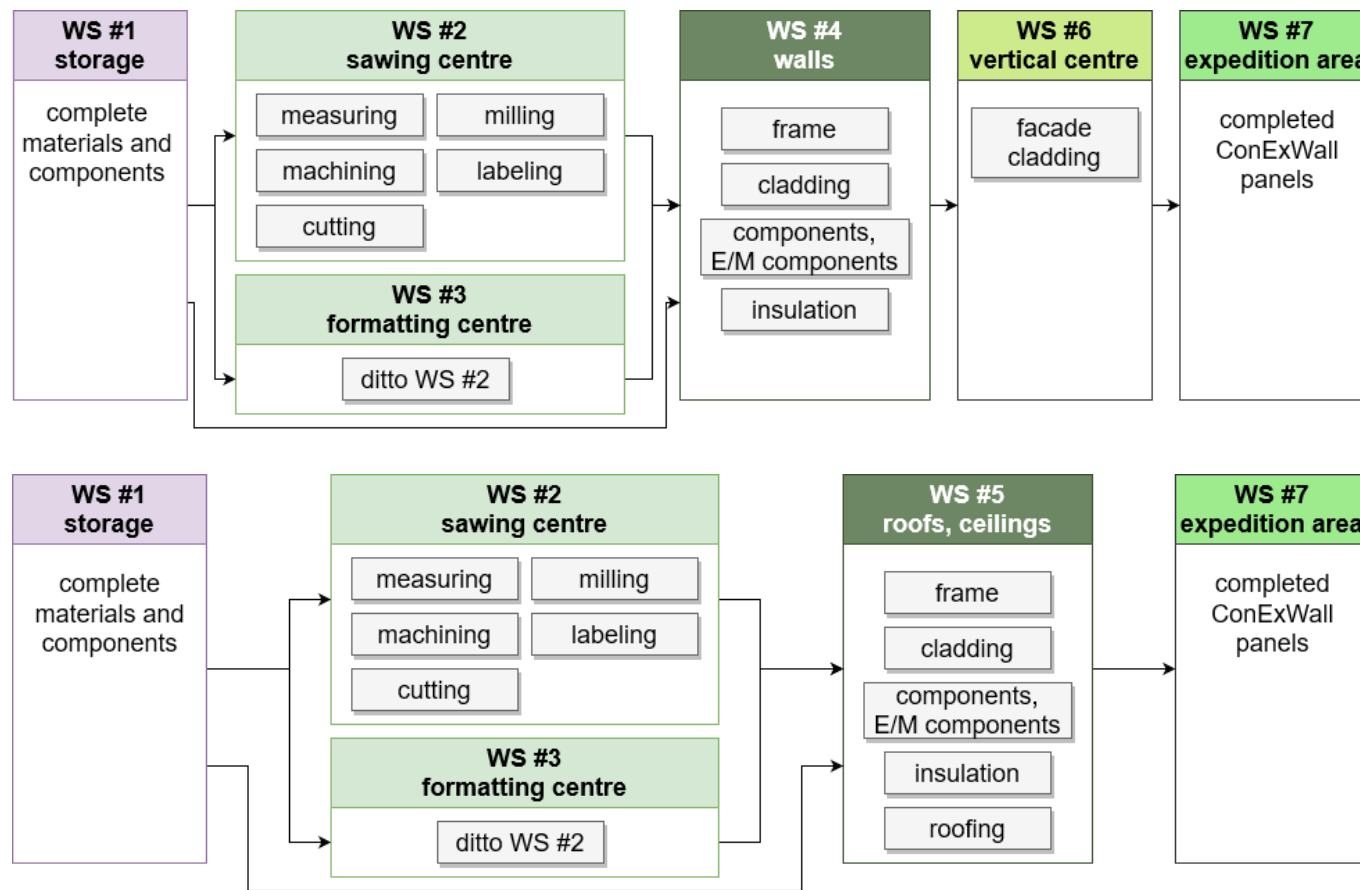 WS #1
storage
complete
materials and
components
WS #2
sawing centre
measuring
milling
machining
labeling
cutting
WS #3
formatting centre
ditto WS #2
WS #4
walls
frame
cladding
components,
E/M components
insulation
WS #6
vertical centre
facade
cladding
WS #7
expedition area
completed
ConExWall
panels
WS #1
storage
complete
materials and
components
WS #2
sawing centre
measuring
milling
machining
labeling
cutting
WS #3
formatting centre
ditto WS #2
WS #5
roofs, ceilings
frame
cladding
components,
E/M components
insulation
roofing
WS #7
expedition area
completed
ConExWall
panels